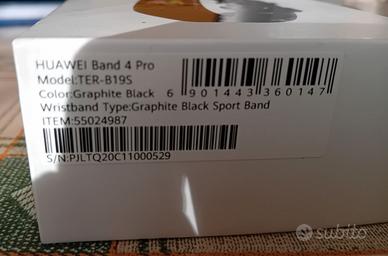 HUAWEI Band 4 Pro
Model:TER-B19S
Color:Graphite Black 6 901443 360147
Wristband Type:Graphite Black Sport Band
ITEM:55024987
S/N:PJLTQ20C11000529
subito